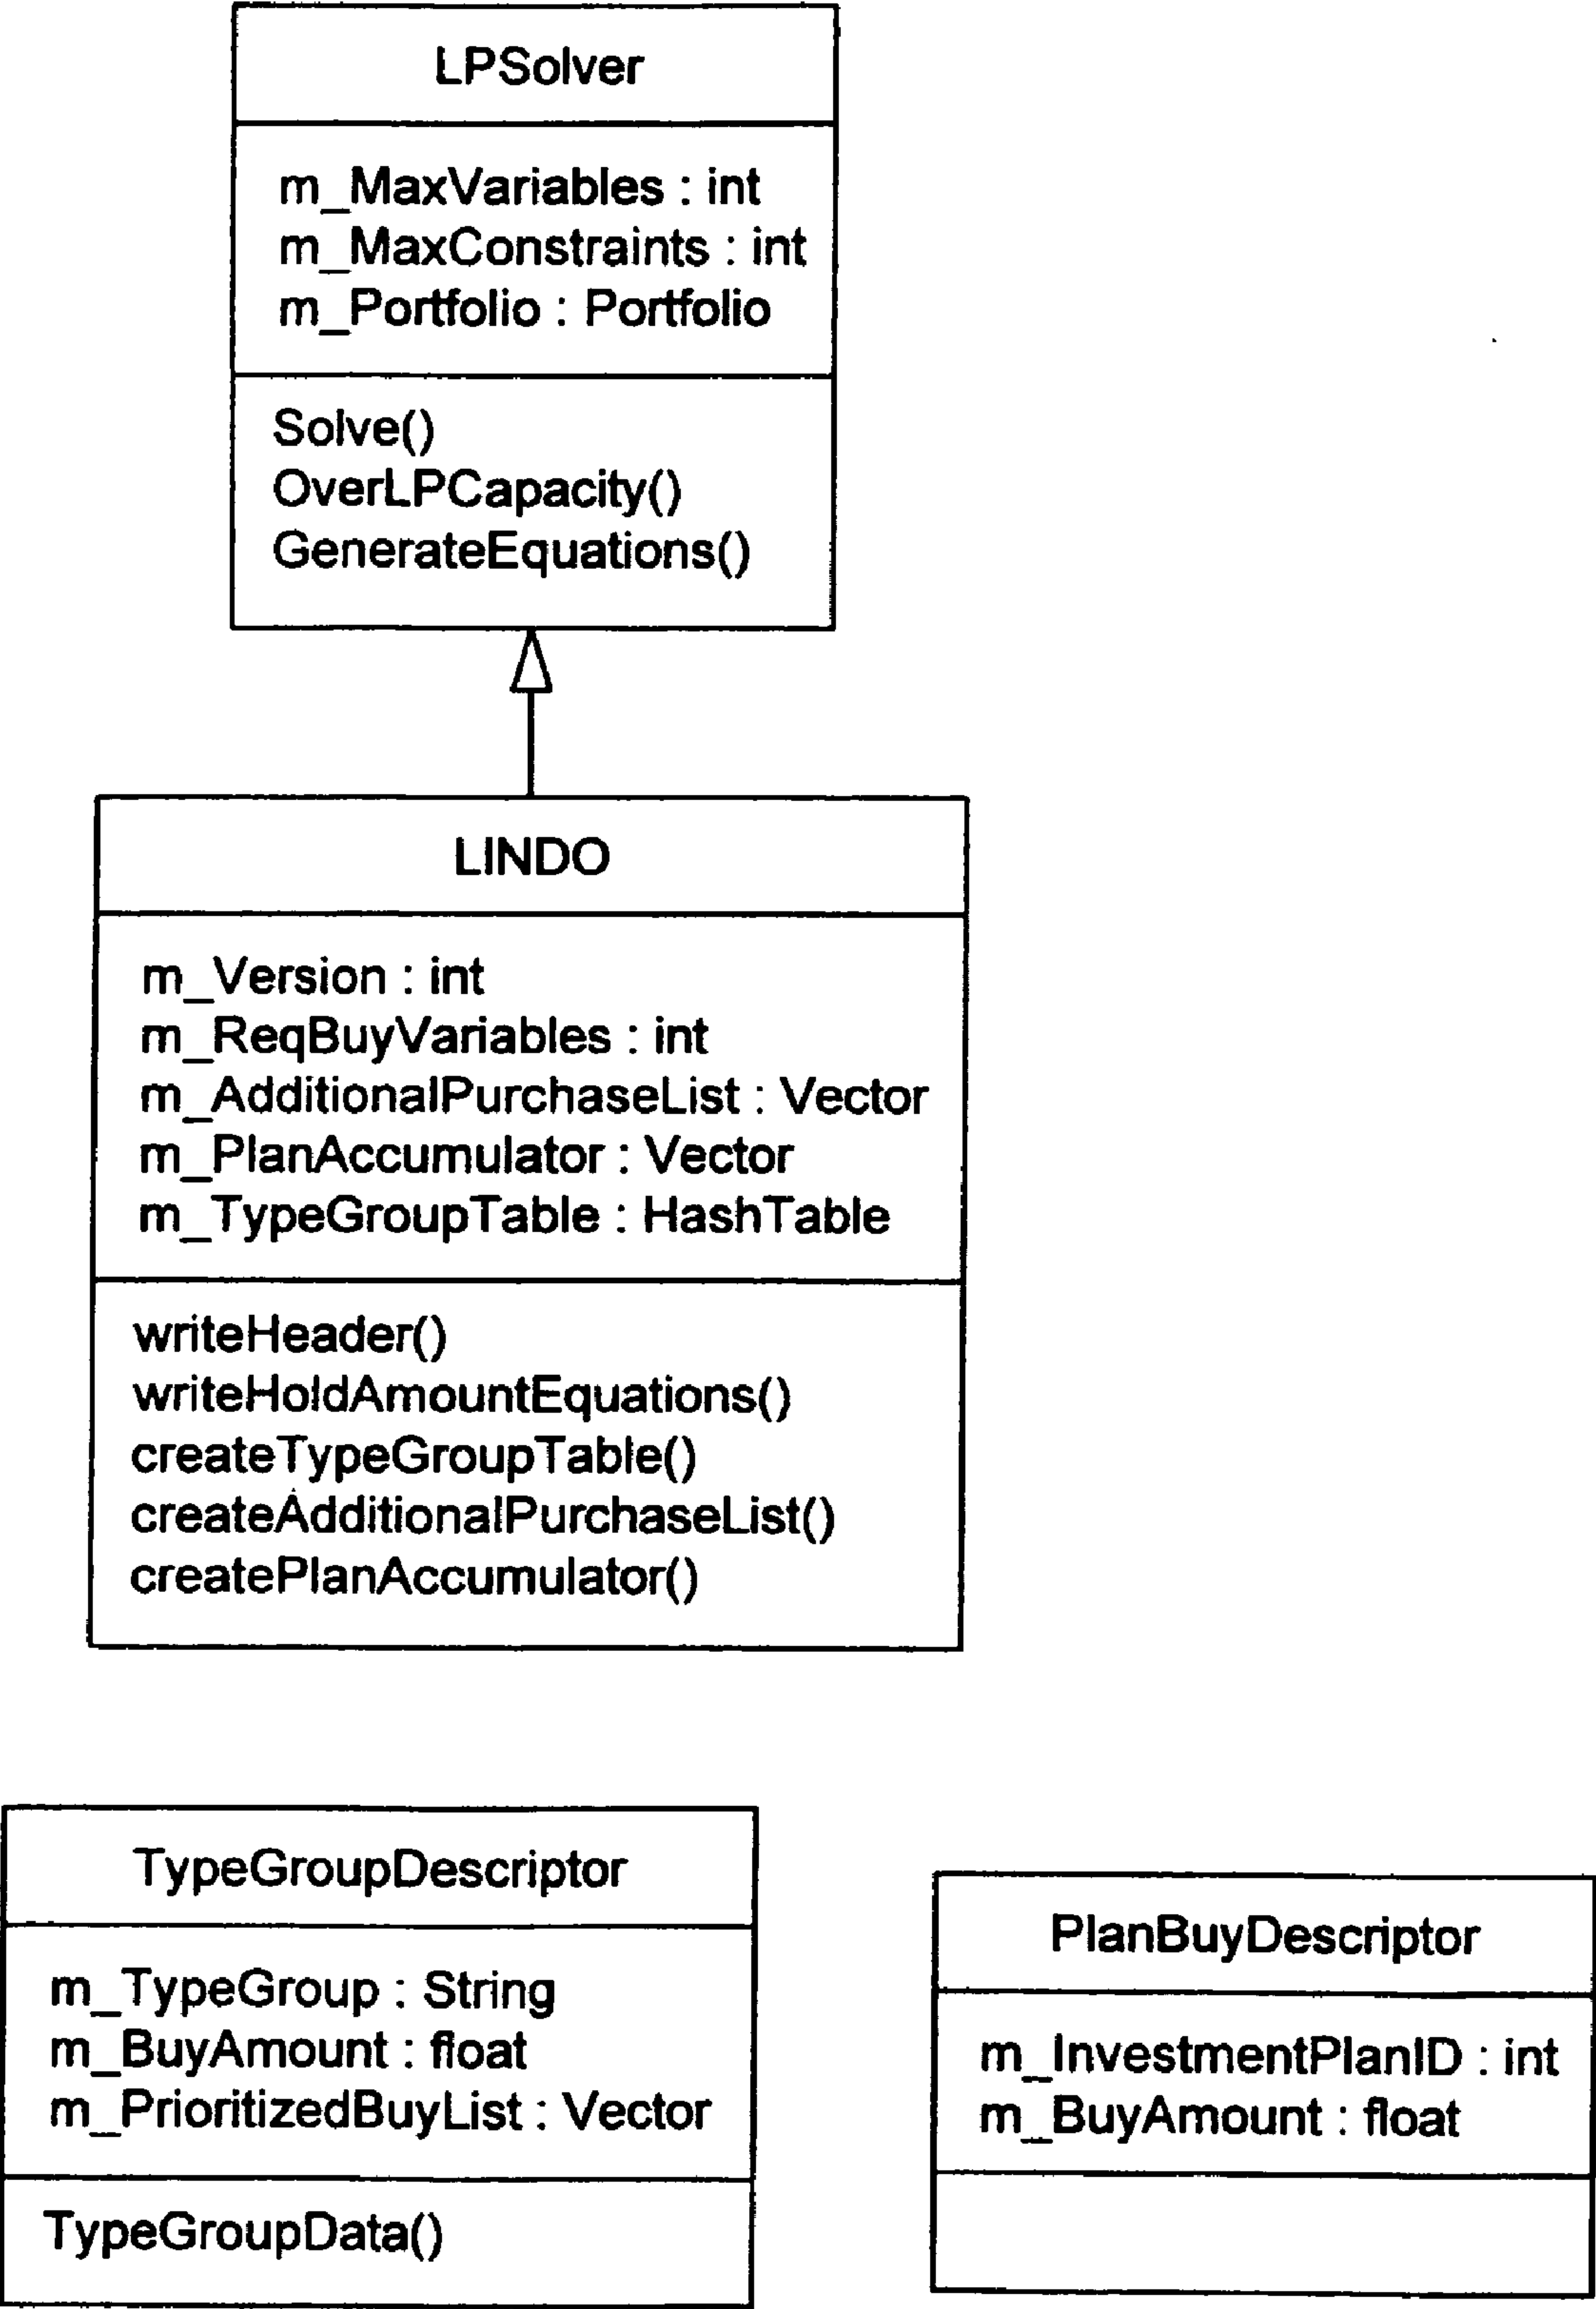 LPSolver
m_MaxVariables : int
m_MaxConstraints : int
m_Portfolio : Portfolio
Solve()
OverLPCapacity()
GenerateEquations()
LINDO
m_Version : int
m_ReqBuyVariables : int
m_AdditionalPurchaseList : Vector
m_PlanAccumulator : Vector
m_TypeGroupTable : HashTable
writeHeader()
writeHoldAmountEquations()
createTypeGroupTable()
createAdditionalPurchaseList()
createPlanAccumulator()
TypeGroupDescriptor
m_TypeGroup : String
m_BuyAmount : float
m_PrioritizedBuyList : Vector
TypeGroupData()
PlanBuyDescriptor
m_InvestmentPlanID : int
m_BuyAmount : float